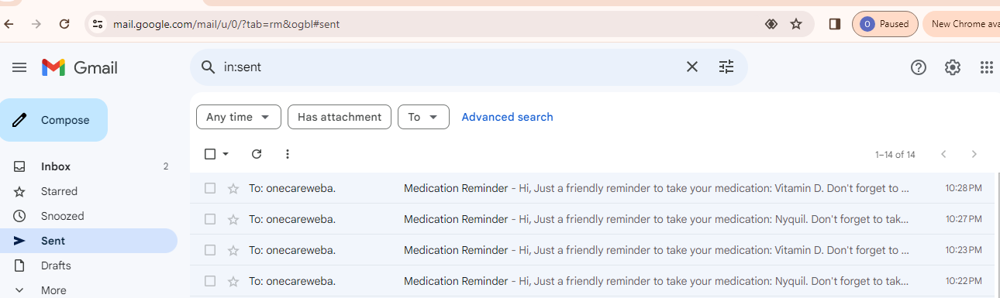 mail.google.com/mail/u/0/?tab=rm&ogbl#sent
O Paused
New Chrome ava
Gmail
in:sent
Compose
Any time
Has attachment
To
Advanced search
1–14 of 14
Inbox 2
Starred
Snoozed
Sent
Drafts
More
To: onecareweba. Medication Reminder - Hi, Just a friendly reminder to take your medication: Vitamin D. Don't forget to ... 10:28 PM
To: onecareweba. Medication Reminder - Hi, Just a friendly reminder to take your medication: Nyquil. Don't forget to tak... 10:27 PM
To: onecareweba. Medication Reminder - Hi, Just a friendly reminder to take your medication: Vitamin D. Don't forget to ... 10:23 PM
To: onecareweba. Medication Reminder - Hi, Just a friendly reminder to take your medication: Nyquil. Don't forget to tak... 10:22 PM